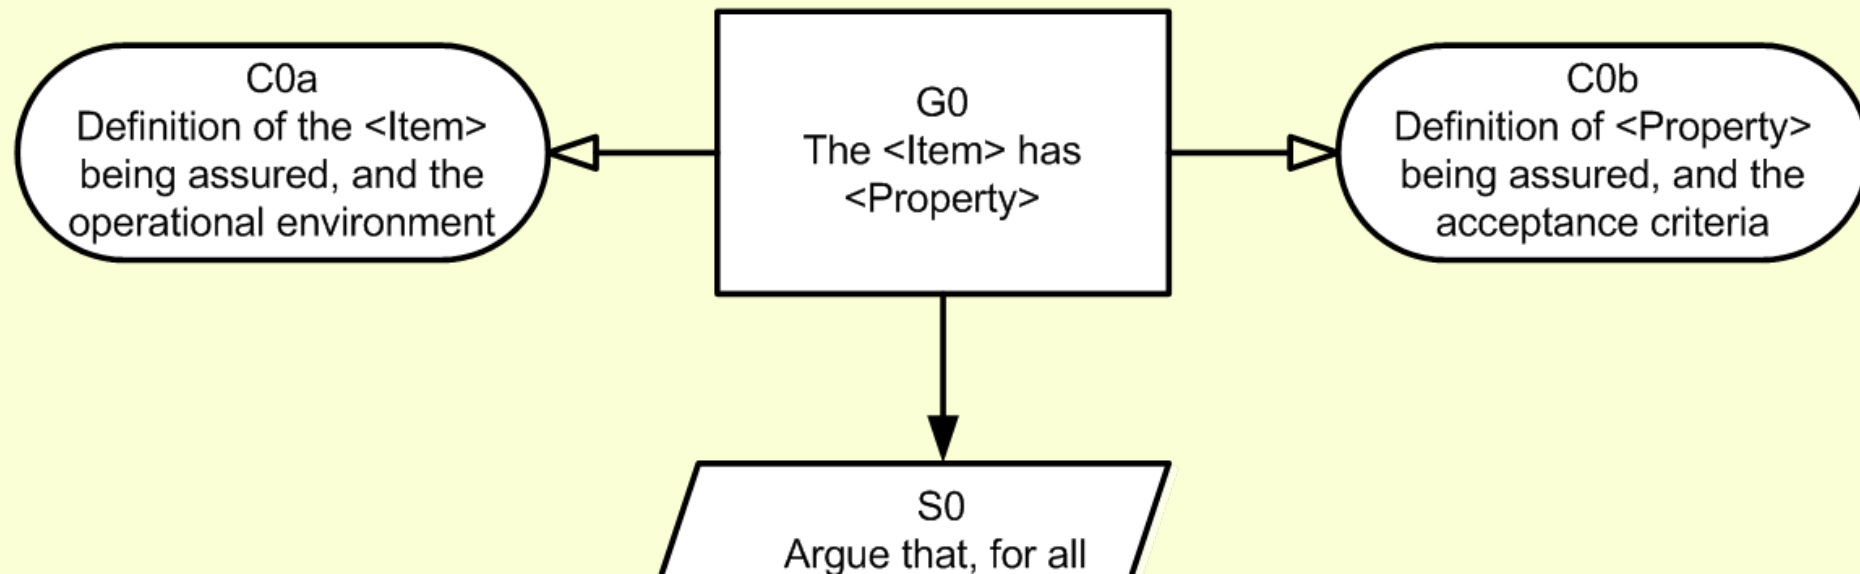 C0a
Definition of the <Item>
being assured, and the
operational environment
G0
The <Item> has
<Property>
C0b
Definition of <Property>
being assured, and the
acceptance criteria
S0
Argue that, for all